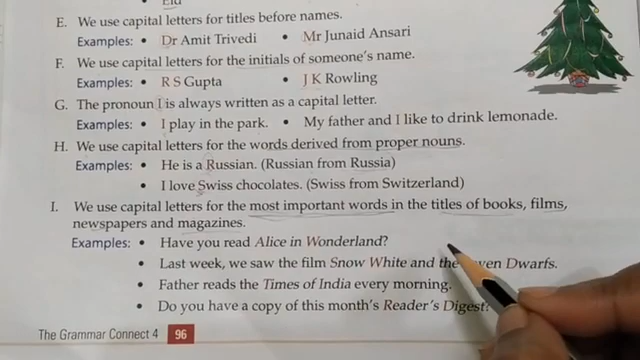 Eid
E. We use capital letters for titles before names.
Examples: • Dr Amit Trivedi • Mr Junaid Ansari
F. We use capital letters for the initials of someone's name.
Examples: • R S Gupta • J K Rowling
G. The pronoun I is always written as a capital letter.
Examples: • I play in the park. • My father and I like to drink lemonade.
H. We use capital letters for the words derived from proper nouns.
Examples: • He is a Russian. (Russian from Russia)
• I love Swiss chocolates. (Swiss from Switzerland)
I. We use capital letters for the most important words in the titles of books, films,
newspapers and magazines.
Examples: • Have you read Alice in Wonderland?
• Last week, we saw the film Snow White and the Dwarfs.
• Father reads the Times of India every morning.
• Do you have a copy of this month's Reader's Digest?
The Grammar Connect 4 96